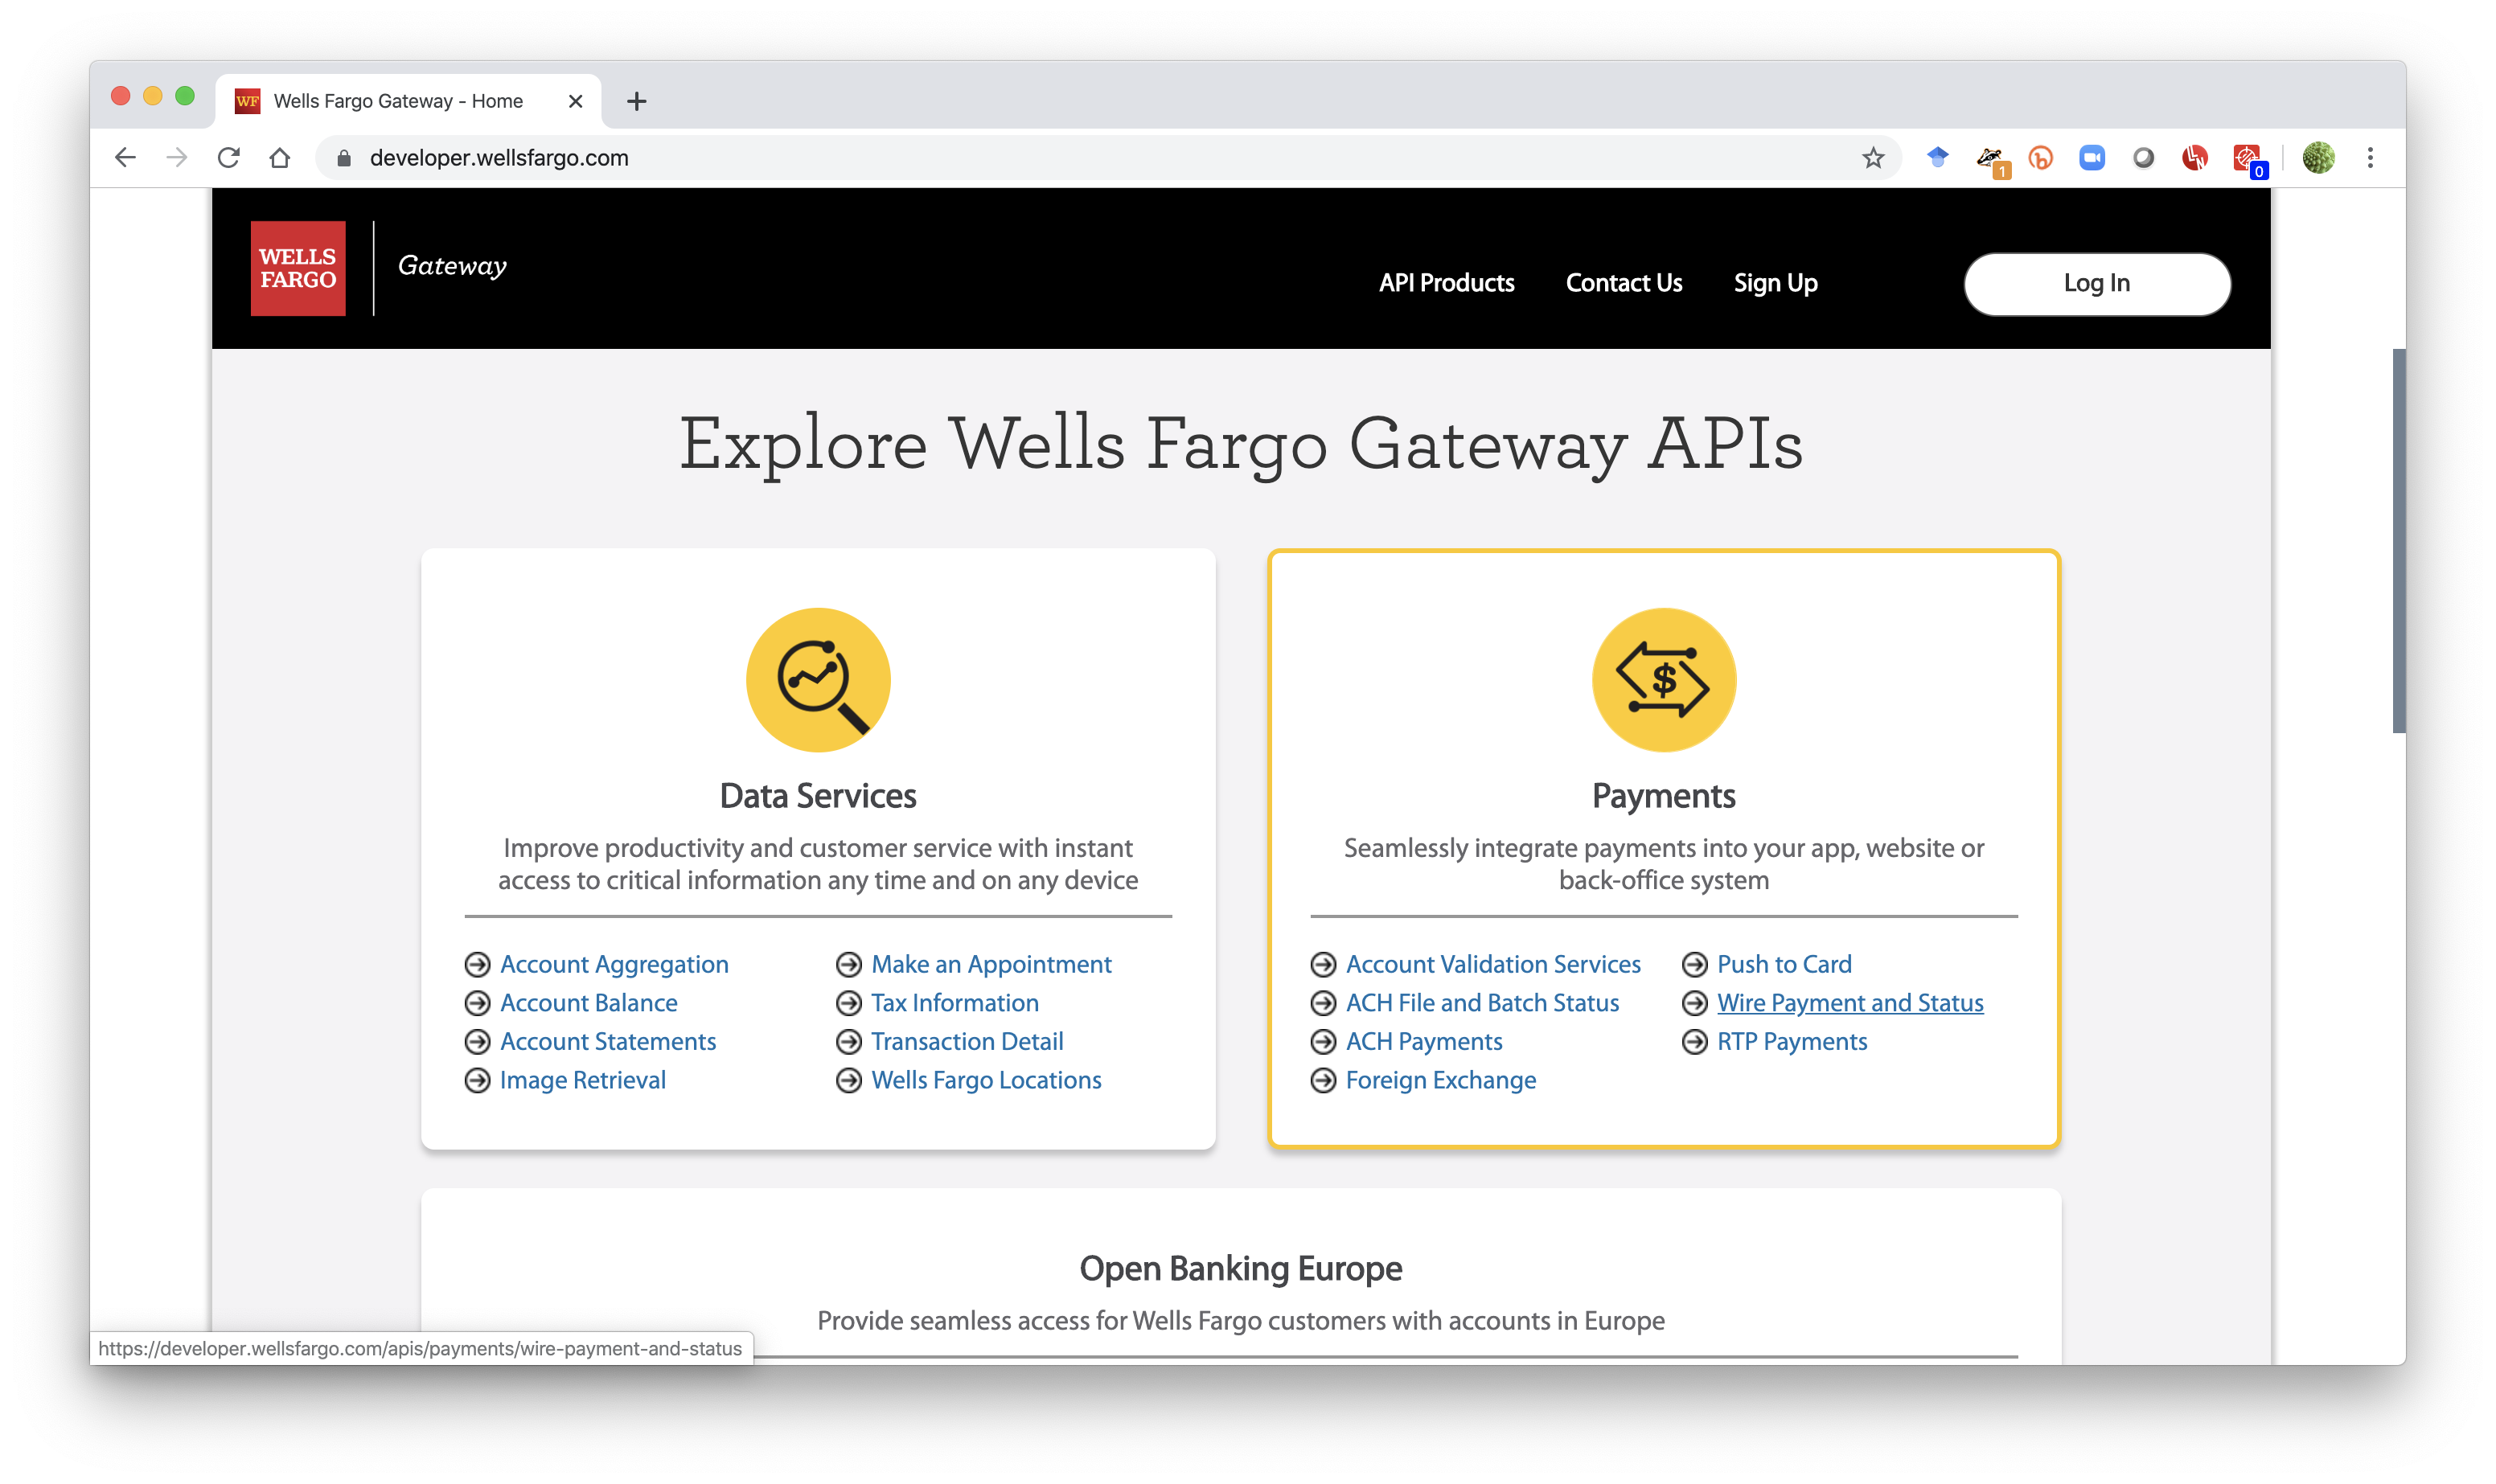 WF Wells Fargo Gateway - Home
developer.wellsfargo.com
1
0
WELLS
FARGO
Gateway
API Products Contact Us Sign Up Log In
Explore Wells Fargo Gateway APIs
Data Services
Improve productivity and customer service with instant
access to critical information any time and on any device
Account Aggregation
Account Balance
Account Statements
Image Retrieval
Make an Appointment
Tax Information
Transaction Detail
Wells Fargo Locations
$
Payments
Seamlessly integrate payments into your app, website or
back-office system
Account Validation Services
ACH File and Batch Status
ACH Payments
Foreign Exchange
Push to Card
Wire Payment and Status
RTP Payments
Open Banking Europe
Provide seamless access for Wells Fargo customers with accounts in Europe
https://developer.wellsfargo.com/apis/payments/wire-payment-and-status